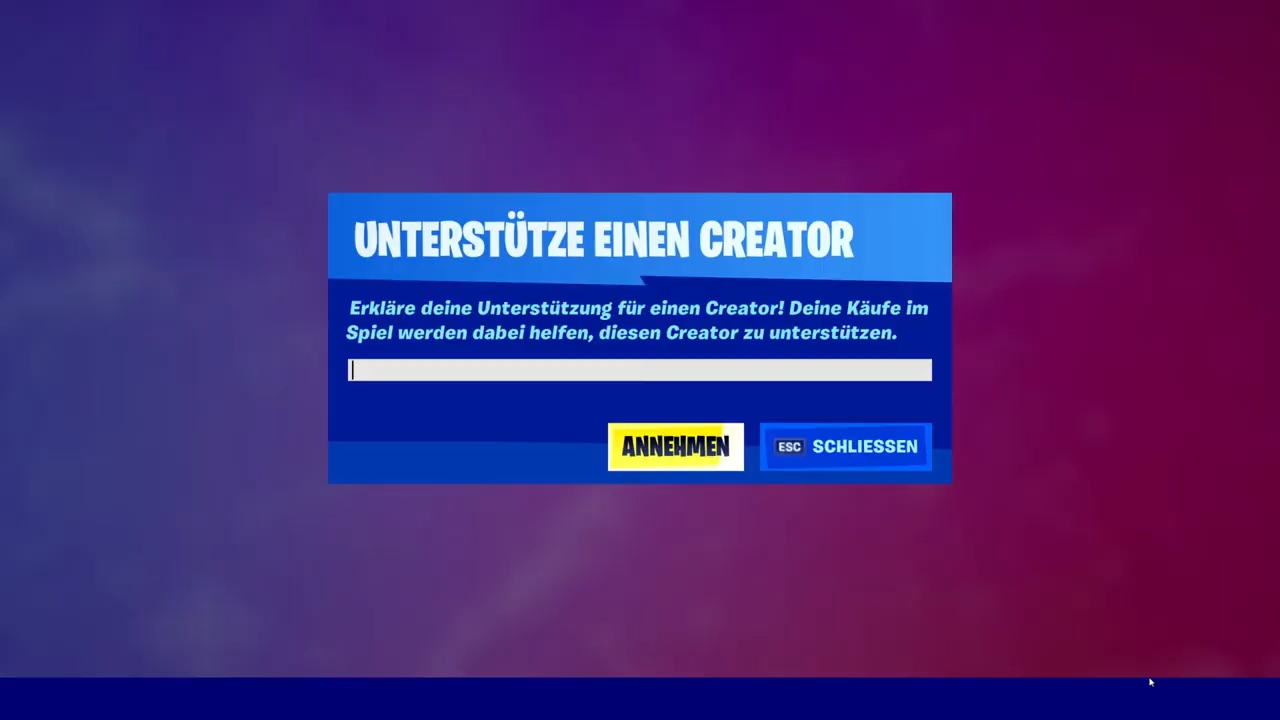 UNTERSTÜTZE EINEN CREATOR
Erkläre deine Unterstützung für einen Creator! Deine Käufe im
Spiel werden dabei helfen, diesen Creator zu unterstützen.
ANNEHMEN
ESC SCHLIESSEN